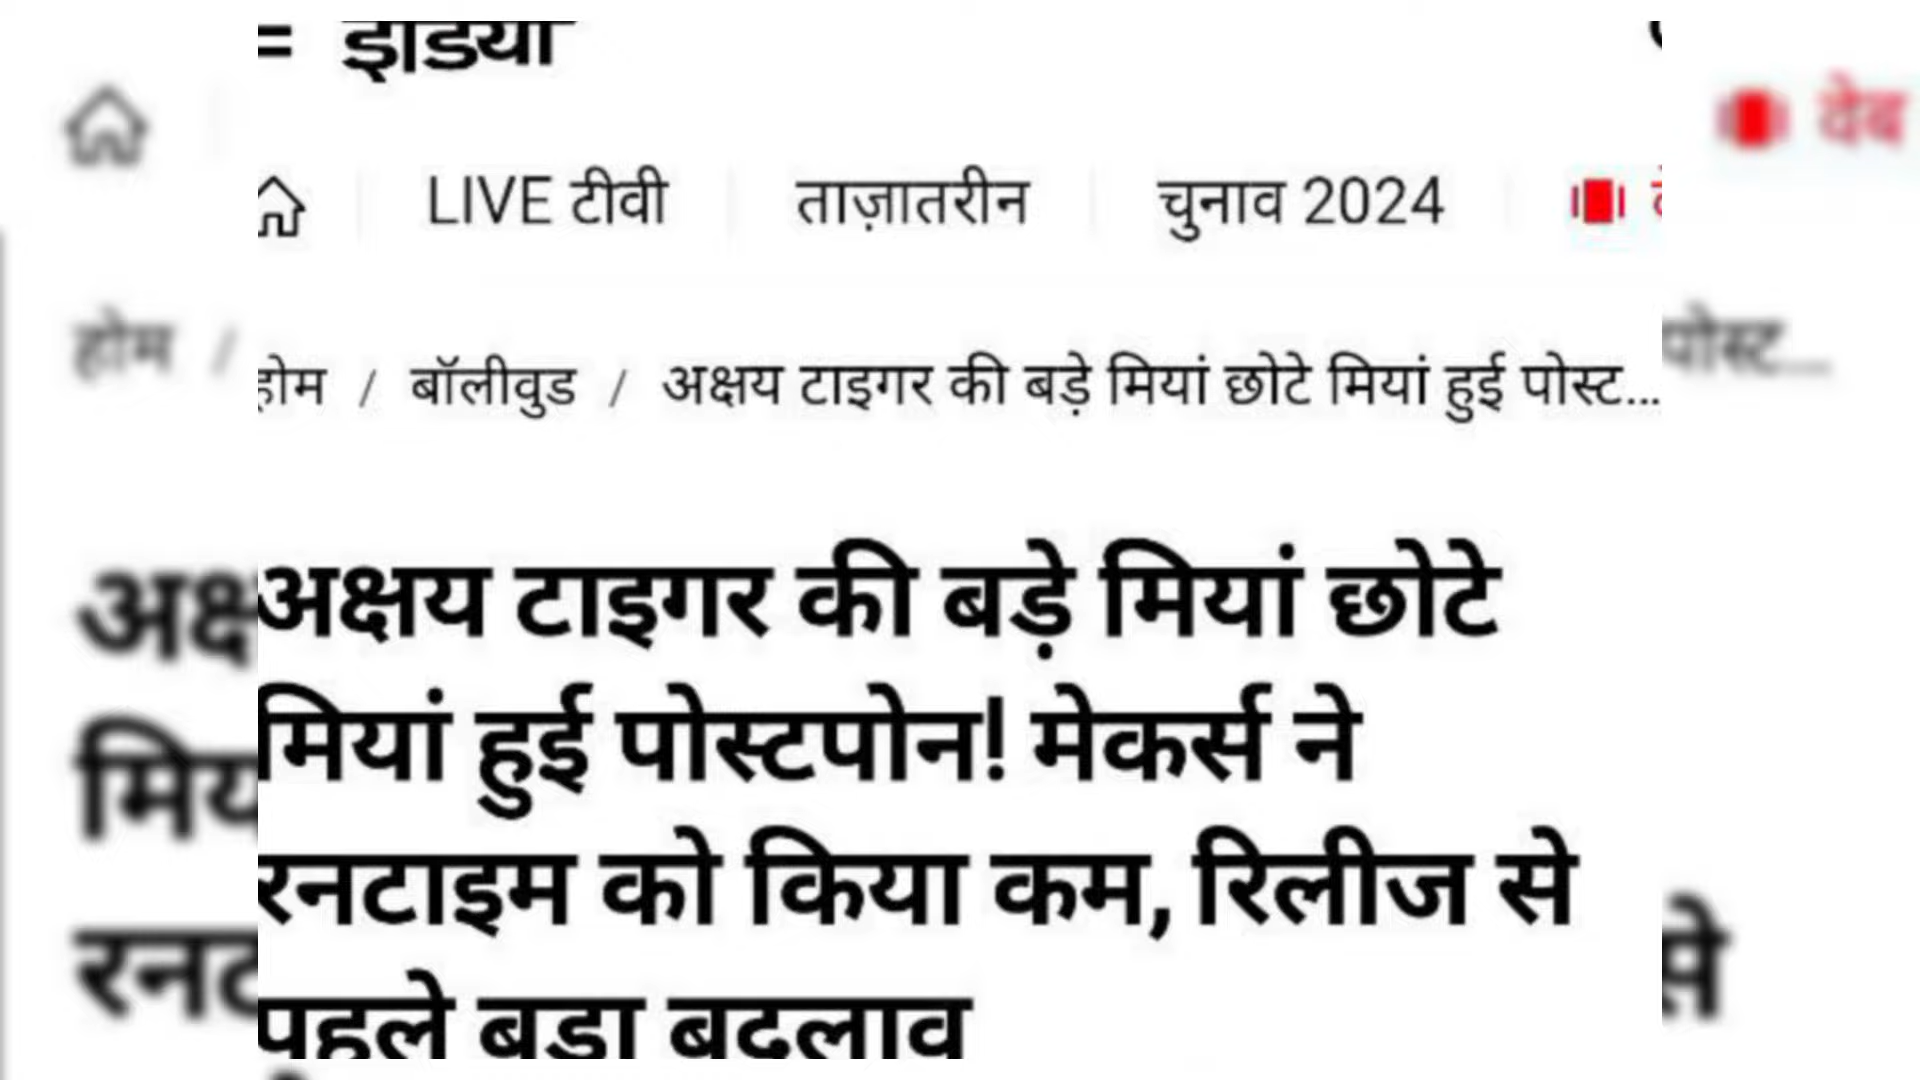 = इंडिया
LIVE टीवी ताज़ातरीन चुनाव 2024
होम / बॉलीवुड / अक्षय टाइगर की बड़े मियां छोटे मियां हुई पोस्ट...
अक्षय टाइगर की बड़े मियां छोटे
मियां हुई पोस्टपोन! मेकर्स ने
रनटाइम को किया कम, रिलीज से
पहले बड़ा बदलाव